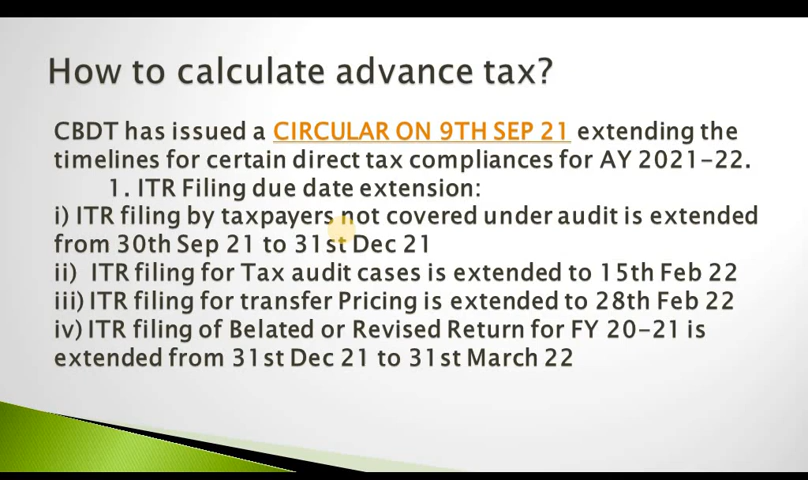 How to calculate advance tax?
CBDT has issued a CIRCULAR ON 9TH SEP 21 extending the
timelines for certain direct tax compliances for AY 2021-22.
1. ITR Filing due date extension:
i) ITR filing by taxpayers not covered under audit is extended
from 30th Sep 21 to 31st Dec 21
ii) ITR filing for Tax audit cases is extended to 15th Feb 22
iii) ITR filing for transfer Pricing is extended to 28th Feb 22
iv) ITR filing of Belated or Revised Return for FY 20-21 is
extended from 31st Dec 21 to 31st March 22